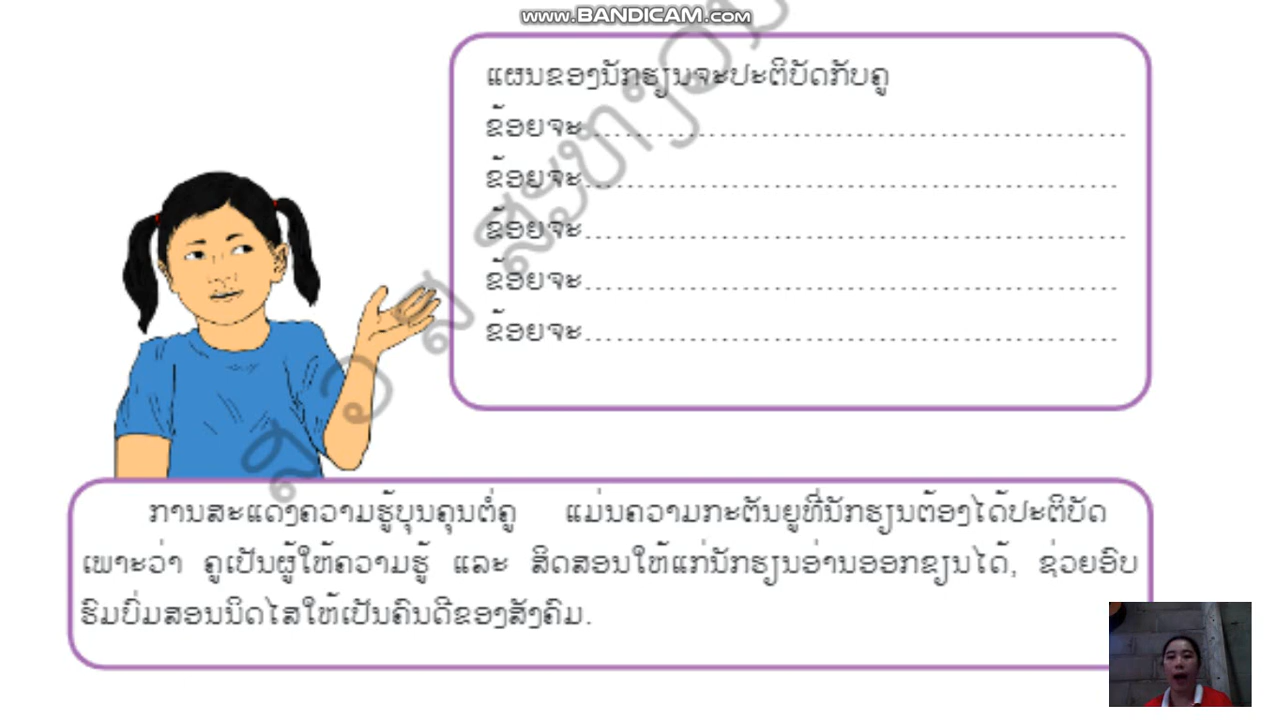 www.BANDICAM.com
ແຜນຂອງນັກຮຽນຈະປະຕິບັດກັບຄູ
ຂ້ອຍຈະ.......................................................
ຂ້ອຍຈະ......................................................
ຂ້ອຍຈະ.......................................................
ຂ້ອຍຈະ......................................................
ຂ້ອຍຈະ......................................................
ການສະແດງຄວາມຮູ້ບຸນຄຸນຕໍ່ຄູ ແມ່ນຄວາມກະຕັນຍູທີ່ນັກຮຽນຕ້ອງໄດ້ປະຕິບັດ
ເພາະວ່າ ຄູເປັນຜູ້ໃຫ້ຄວາມຮູ້ ແລະ ສິດສອນໃຫ້ແກ່ນັກຮຽນອ່ານອອກຂຽນໄດ້, ຊ່ວຍອົບ
ຮົມບົ່ມສອນນິດໄສໃຫ້ເປັນຄົນດີຂອງສັງຄົມ.